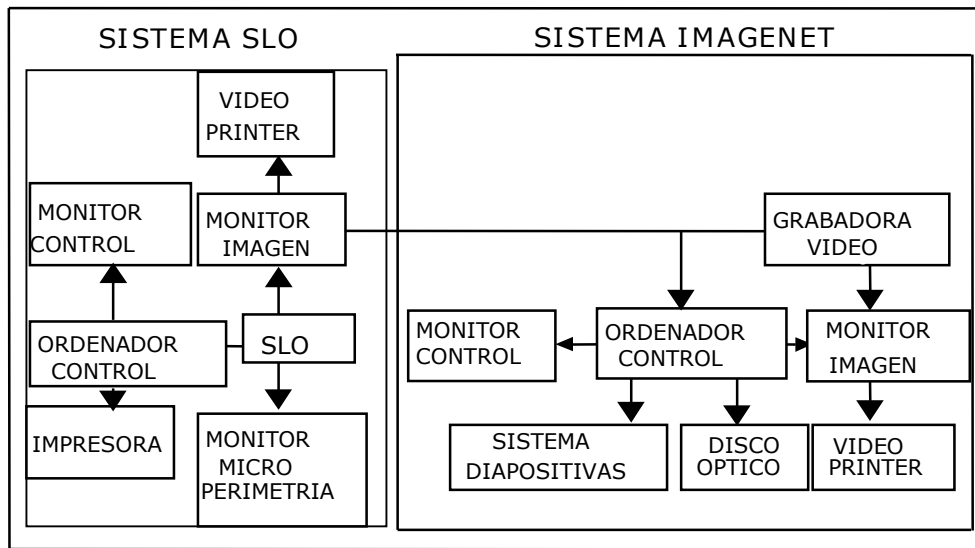 SISTEMA SLO
SISTEMA IMAGENET
VIDEO
PRINTER
MONITOR
CONTROL
MONITOR
IMAGEN
GRABADORA
VIDEO
ORDENADOR
CONTROL
SLO
MONITOR
CONTROL
ORDENADOR
CONTROL
MONITOR
IMAGEN
IMPRESORA
MONITOR
MICRO
PERIMETRIA
SISTEMA
DIAPOSITIVAS
DISCO
OPTICO
VIDEO
PRINTER